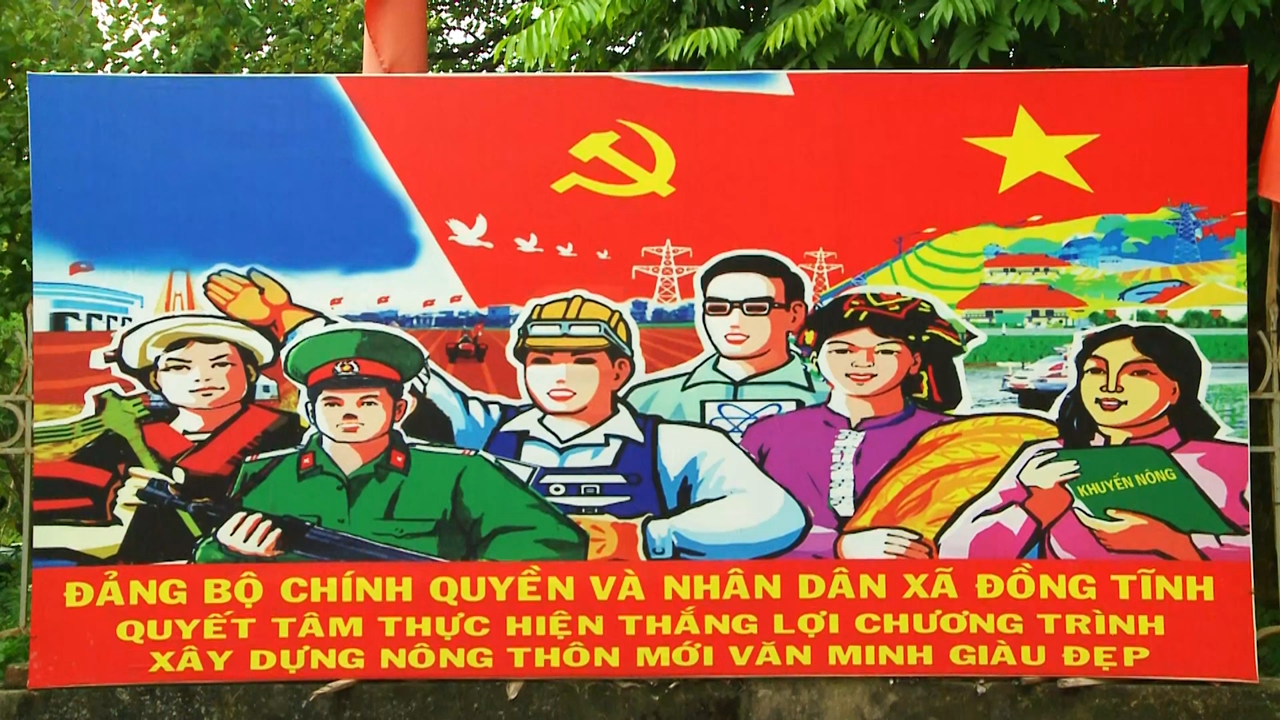 KHUYẾN NÔNG
ĐẢNG BỘ CHÍNH QUYỀN VÀ NHÂN DÂN XÃ ĐỒNG TĨNH
QUYẾT TÂM THỰC HIỆN THẮNG LỢI CHƯƠNG TRÌNH
XÂY DỰNG NÔNG THÔN MỚI VĂN MINH GIÀU ĐẸP